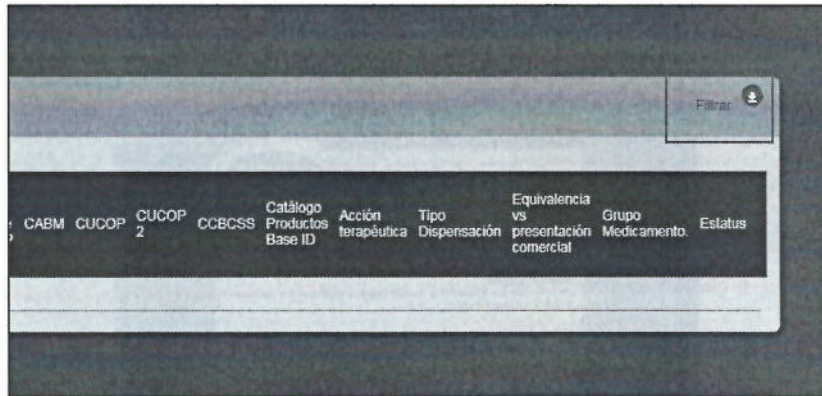 Filtrar
CABM
CUCOP
CUCOP
2
CCBCSS
Catálogo
Productos
Base ID
Acción
terapéutica
Tipo
Dispensación
Equivalencia
vs
presentación
comercial
Grupo
Medicamento.
Estatus